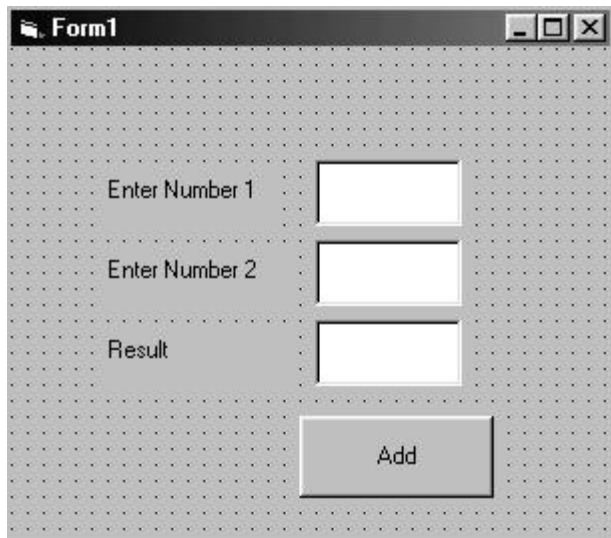 Form1
Enter Number 1
Enter Number 2
Result
Add